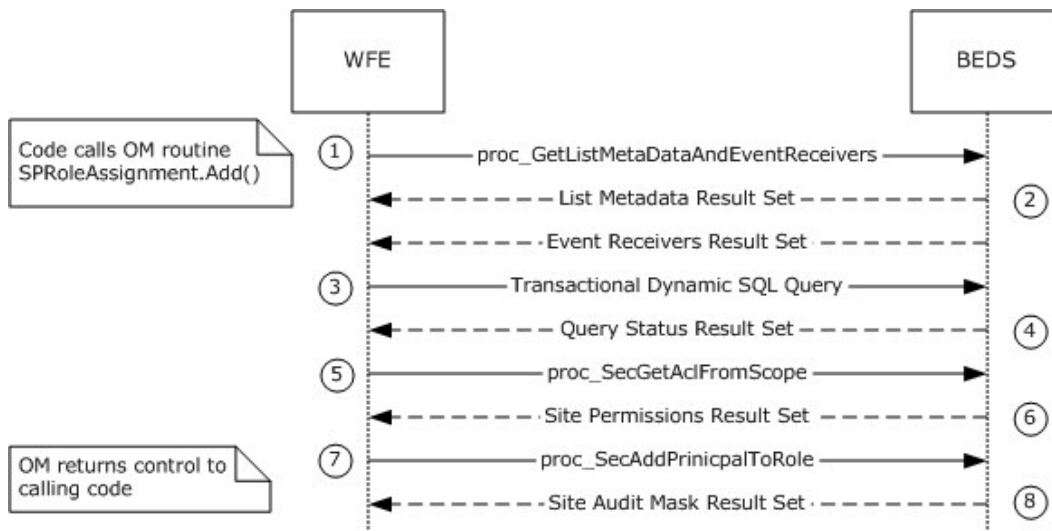 WFE
BEDS
Code calls OM routine
SPRoleAssignment.Add()
1
proc_GetListMetaDataAndEventReceivers
List Metadata Result Set
2
Event Receivers Result Set
3
Transactional Dynamic SQL Query
Query Status Result Set
4
5
proc_SecGetAclFromScope
Site Permissions Result Set
6
OM returns control to
calling code
7
proc_SecAddPrinicpalToRole
Site Audit Mask Result Set
8